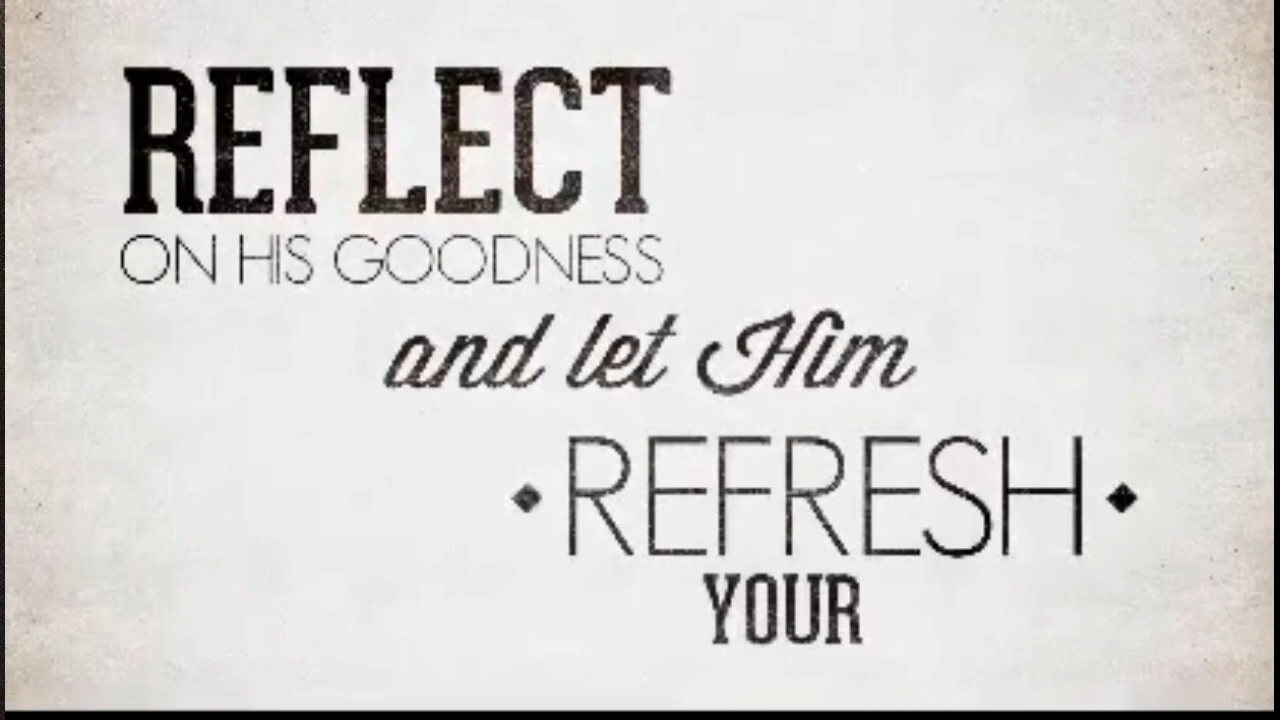 REFLECT
ON HIS GOODNESS
and let Him
REFRESH
YOUR